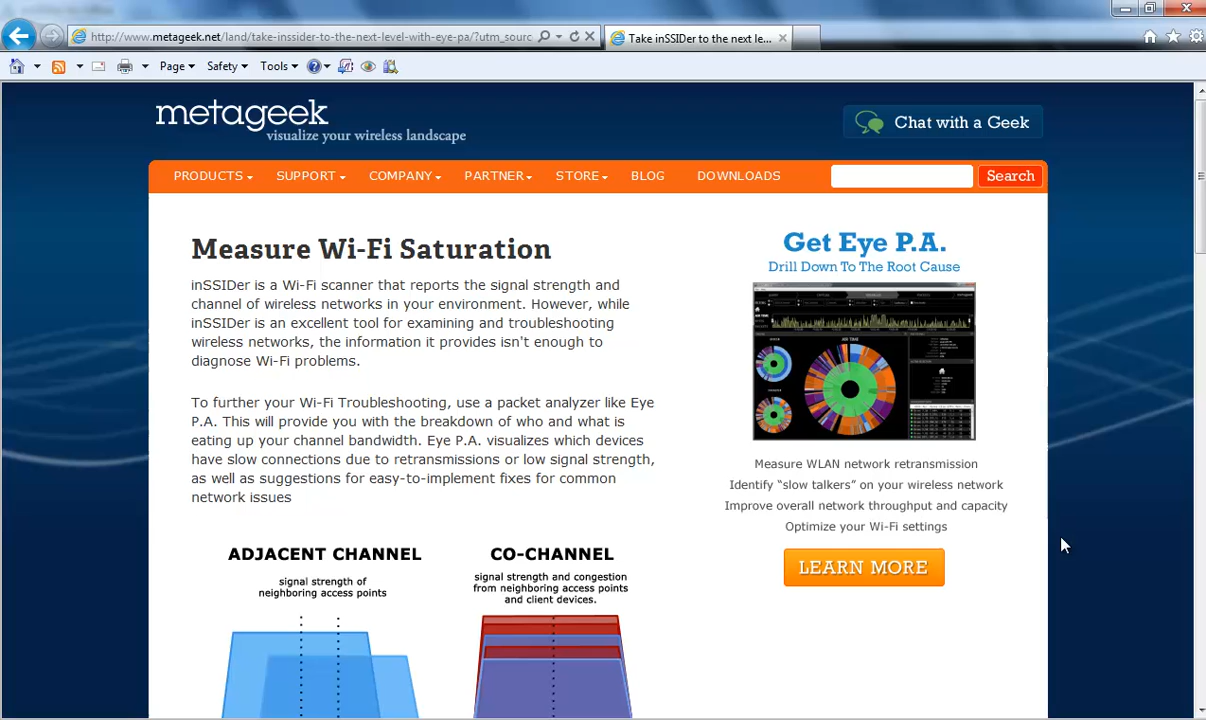 http://www.metageek.net/land/take-inssider-to-the-next-level-with-eye-pa/?utm_sourc
Take inSSIDer to the next le...
Page Safety Tools
metageek
visualize your wireless landscape
Chat with a Geek
PRODUCTS SUPPORT COMPANY PARTNER STORE BLOG DOWNLOADS Search
Measure Wi-Fi Saturation
inSSIDer is a Wi-Fi scanner that reports the signal strength and
channel of wireless networks in your environment. However, while
inSSIDer is an excellent tool for examining and troubleshooting
wireless networks, the information it provides isn't enough to
diagnose Wi-Fi problems.
To further your Wi-Fi Troubleshooting, use a packet analyzer like Eye
P.A. This will provide you with the breakdown of who and what is
eating up your channel bandwidth. Eye P.A. visualizes which devices
have slow connections due to retransmissions or low signal strength,
as well as suggestions for easy-to-implement fixes for common
network issues
ADJACENT CHANNEL
signal strength of
neighboring access points
CO-CHANNEL
signal strength and congestion
from neighboring access points
and client devices.
Get Eye P.A.
Drill Down To The Root Cause
AIR TIME
Measure WLAN network retransmission
Identify “slow talkers” on your wireless network
Improve overall network throughput and capacity
Optimize your Wi-Fi settings
LEARN MORE